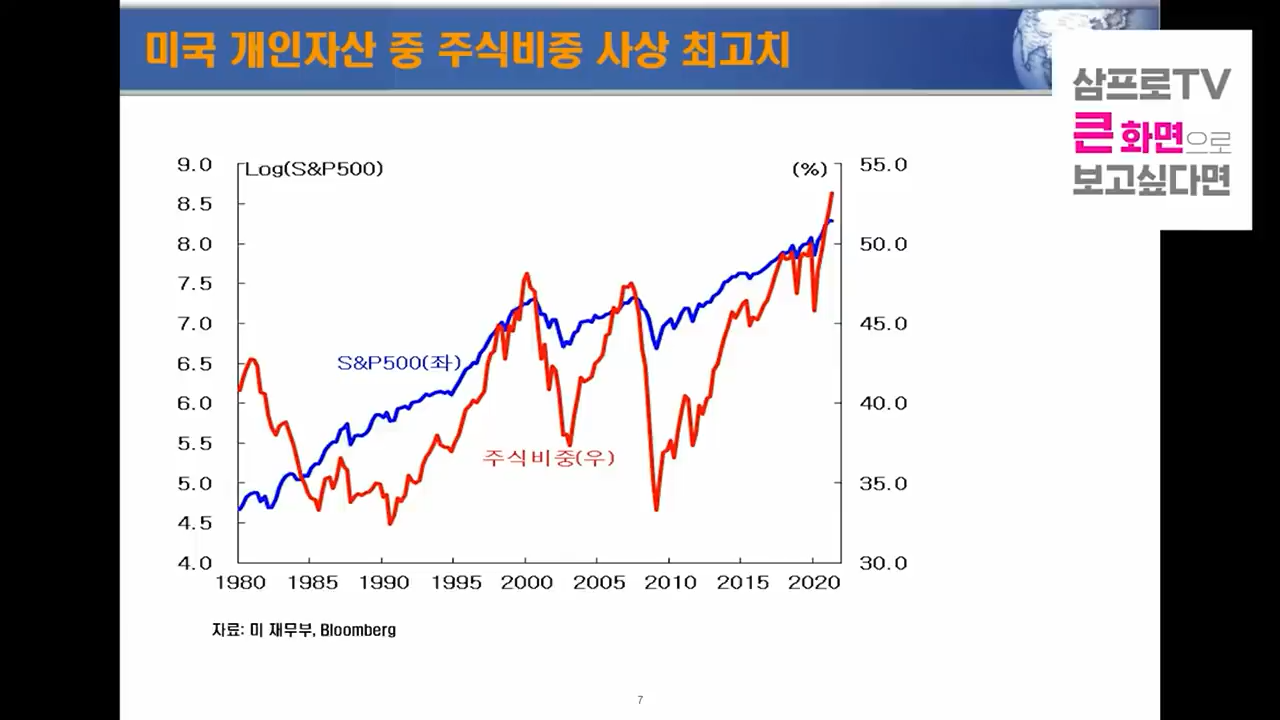 미국 개인자산 중 주식비중 사상 최고치
삼프로TV
큰 화면으로
보고싶다면
Log(S&P500)
(%)
9.0
8.5
8.0
7.5
7.0
6.5
6.0
5.5
5.0
4.5
4.0
55.0
50.0
45.0
40.0
35.0
30.0
S&P500(좌)
주식비중(우)
1980 1985 1990 1995 2000 2005 2010 2015 2020
자료: 미 재무부, Bloomberg
7